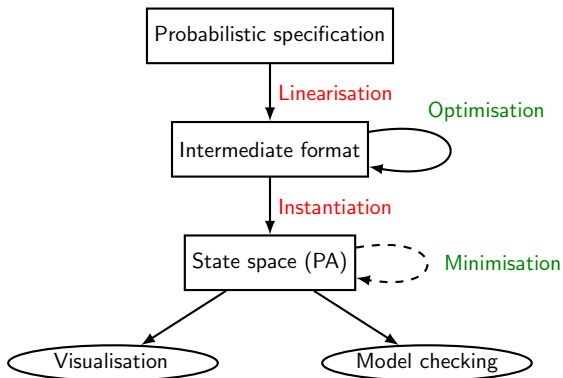 Probabilistic specification
Linearisation
Optimisation
Intermediate format
Instantiation
State space (PA)
Minimisation
Visualisation
Model checking